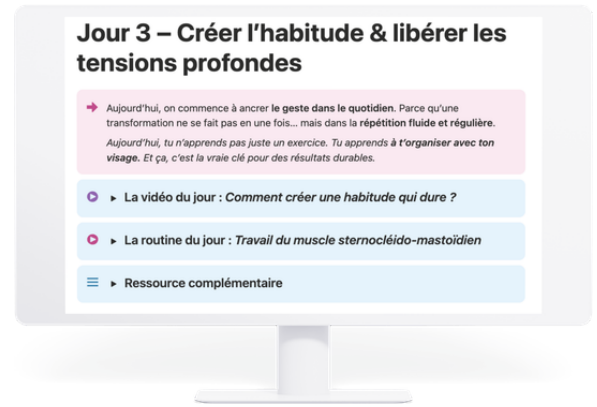 Jour 3 – Créer l’habitude & libérer les
tensions profondes
Aujourd’hui, on commence à ancrer le geste dans le quotidien. Parce qu’une
transformation ne se fait pas en une fois… mais dans la répétition fluide et régulière.
Aujourd’hui, tu n’apprends pas juste un exercice. Tu apprends à t’organiser avec ton
visage. Et ça, c’est la vraie clé pour des résultats durables.
La vidéo du jour : Comment créer une habitude qui dure ?
La routine du jour : Travail du muscle sternocléido-mastoïdien
Ressource complémentaire